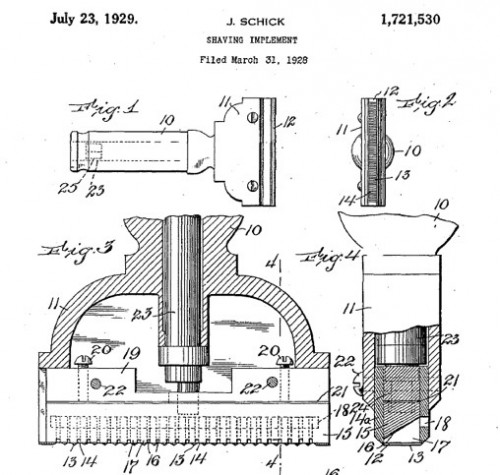 July 23, 1929. J. SCHICK 1,721,530
SHAVING IMPLEMENT
Filed March 31, 1928
Fig. 1
10
11
12
25 23
Fig. 2
12
11
10
13
14
Fig. 3
10
4
11
23
20 19 20
22 22
21
18
15
13 14 17 16 15 14 4
Fig. 4
10
11
23
22 21
24
14a
15 18
16 17
12 13
16